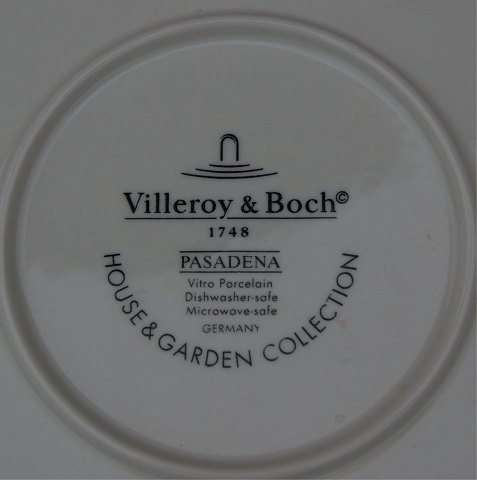 Villeroy & Boch©
1748
PASADENA
Vitro Porcelain
Dishwasher-safe
Microwave-safe
GERMANY
HOUSE & GARDEN COLLECTION